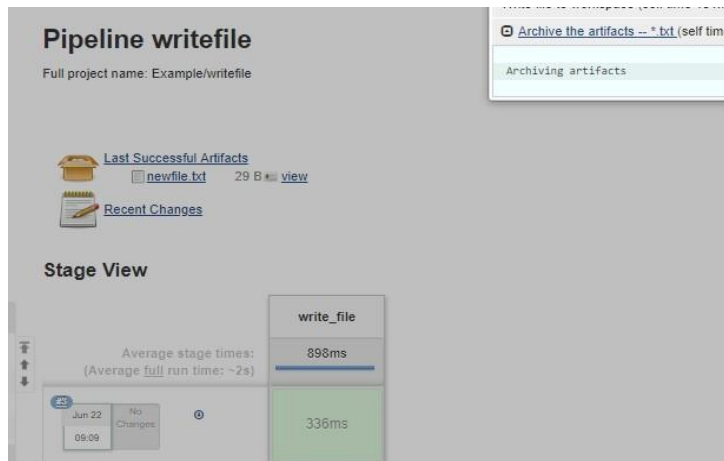 Pipeline writefile
Full project name: Example/writefile
Archive the artifacts -- *.txt (self tim
Archiving artifacts
Last Successful Artifacts
newfile.txt 29 B view
Recent Changes
Stage View
write_file
Average stage times: 898ms
(Average full run time: ~2s)
#3
Jun 22 No
Changes
09:09
336ms